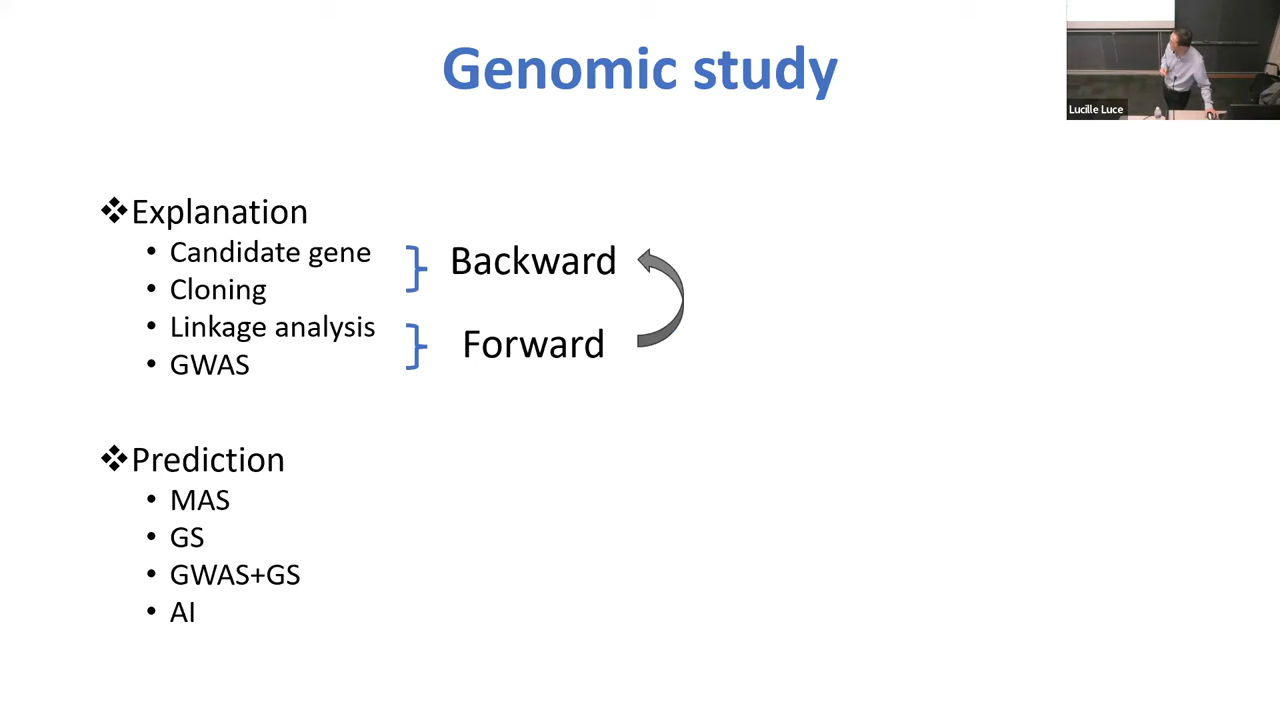 Genomic study
Lucille Luce
❖Explanation
• Candidate gene
• Cloning
• Linkage analysis
• GWAS
Backward
Forward
❖Prediction
• MAS
• GS
• GWAS+GS
• AI